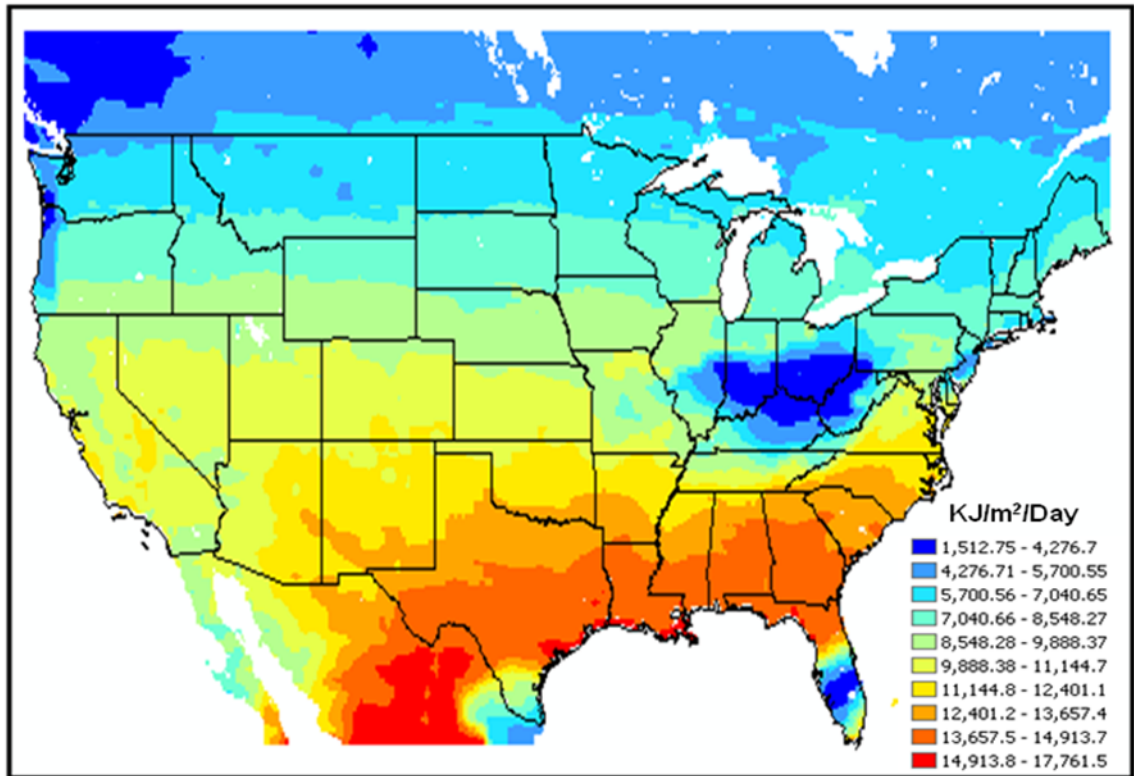 KJ/m²/Day
1,512.75 - 4,276.7
4,276.71 - 5,700.55
5,700.56 - 7,040.65
7,040.66 - 8,548.27
8,548.28 - 9,888.37
9,888.38 - 11,144.7
11,144.8 - 12,401.1
12,401.2 - 13,657.4
13,657.5 - 14,913.7
14,913.8 - 17,761.5